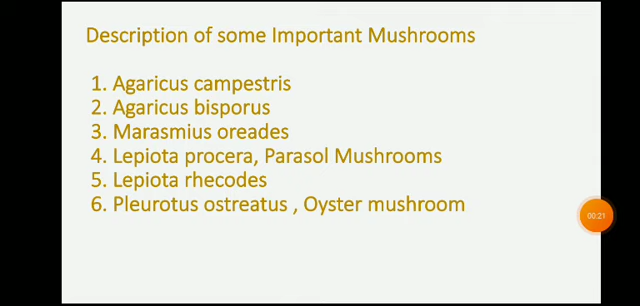 Description of some Important Mushrooms
1. Agaricus campestris
2. Agaricus bisporus
3. Marasmius oreades
4. Lepiota procera, Parasol Mushrooms
5. Lepiota rhecodes
6. Pleurotus ostreatus , Oyster mushroom
00:21